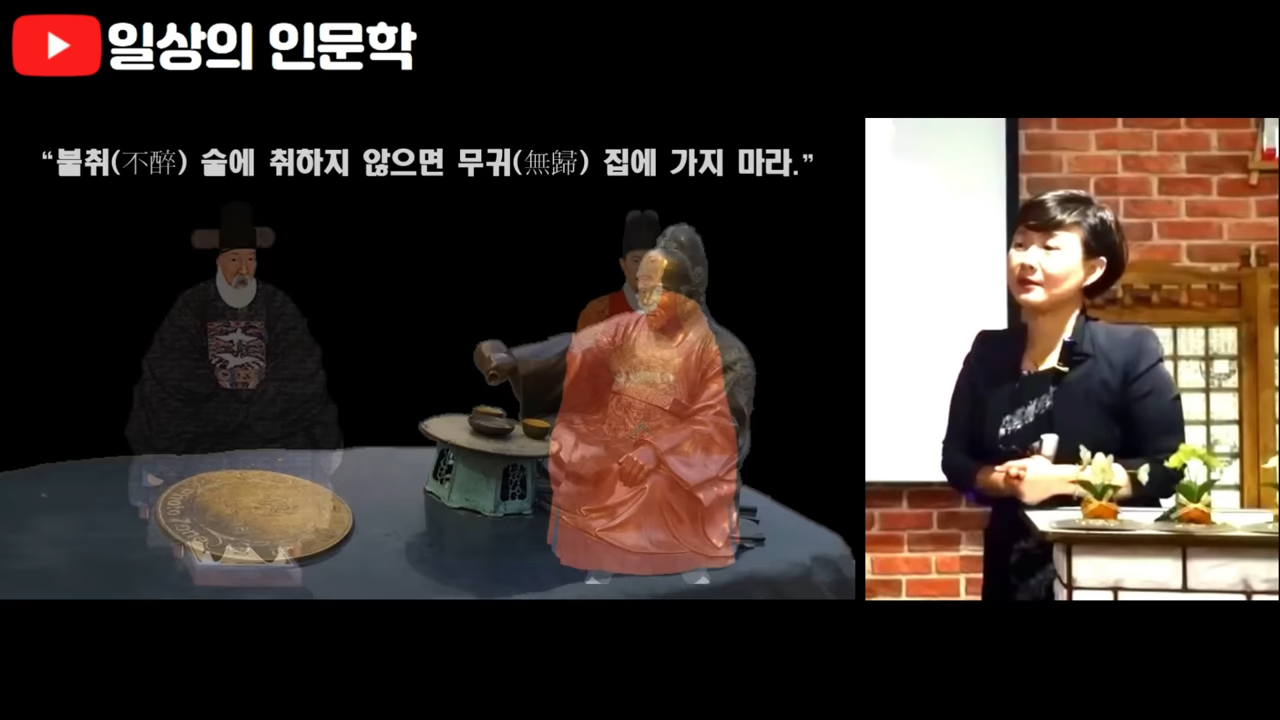 일상의 인문학
“불취(不醉) 술에 취하지 않으면 무귀(無歸) 집에 가지 마라.”